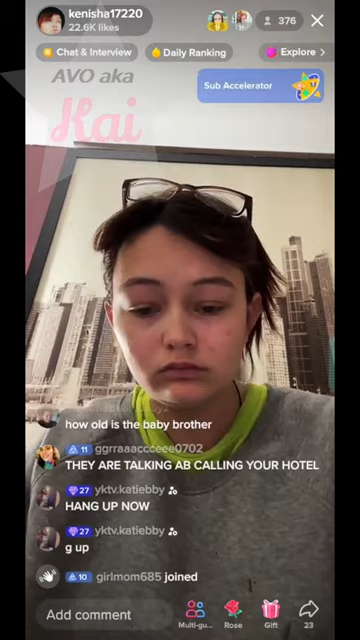 kenisha17220
22.6K likes
376
Chat & Interview
Daily Ranking
Explore >
AVO aka
Kai
Sub Accelerator
how old is the baby brother
11 ggrraaaccceee0702
THEY ARE TALKING AB CALLING YOUR HOTEL
27 yktv.katiebby
HANG UP NOW
27 yktv.katiebby
g up
10 girlmom685 joined
Add comment
Multi-gu...
Rose
Gift
23